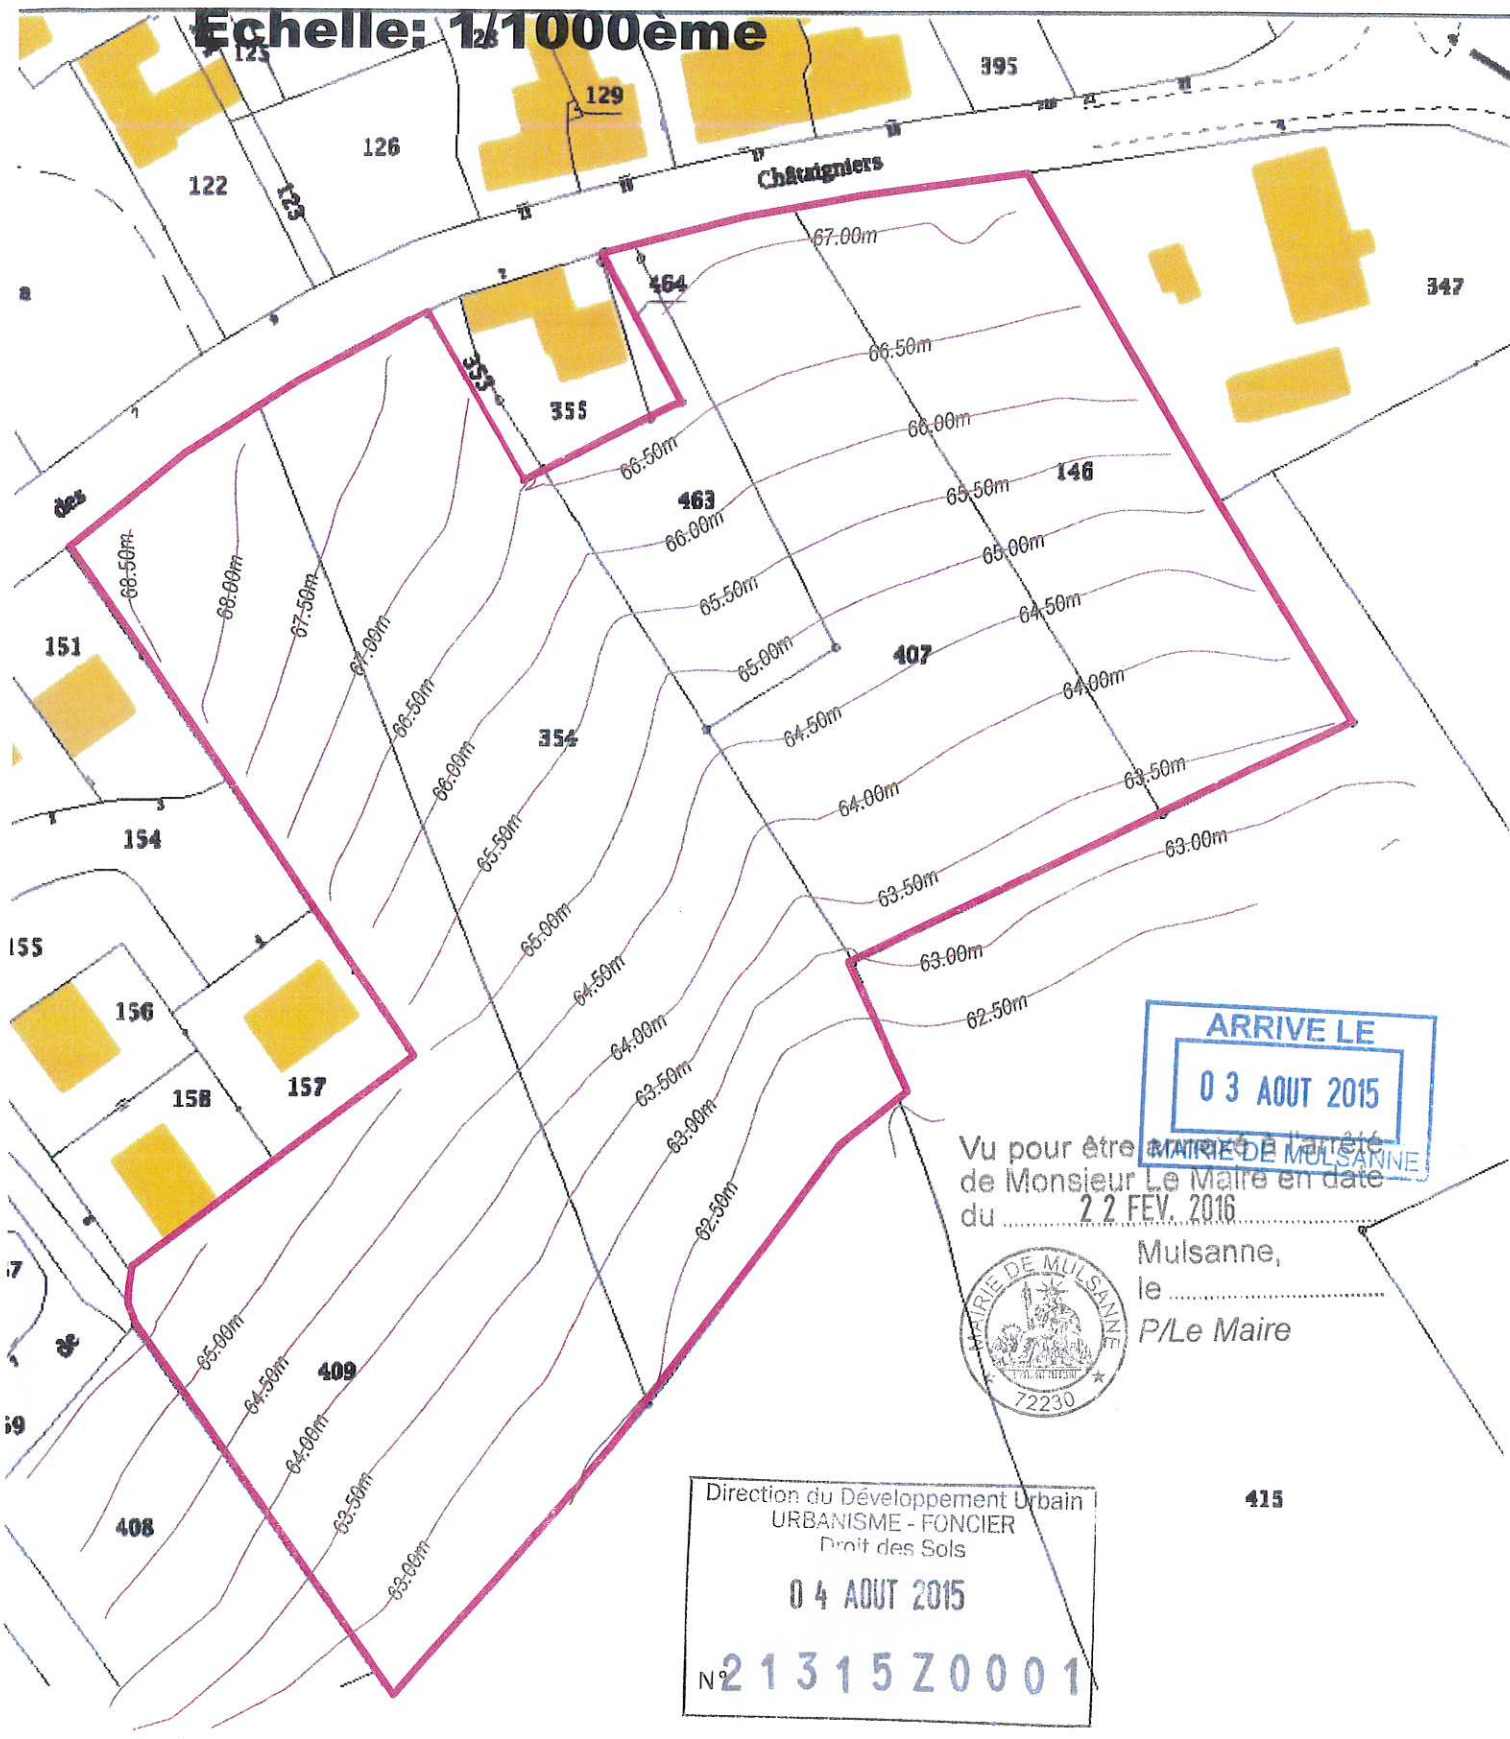 Echelle: 1/1000ème
125
128
129
395
126
122
123
Châtaigniers
67.00m
464
347
a
66.50m
353
355
66.00m
66.50m
146
65.50m
463
des
66.00m
65.00m
68.50m
68.00m
67.50m
65.50m
64.50m
67.00m
151
65.00m
407
64.00m
66.50m
354
64.50m
63.50m
66.00m
64.00m
154
65.50m
63.00m
63.50m
155
65.00m
63.00m
64.50m
62.50m
156
64.00m
158
157
63.50m
63.00m
62.50m
ARRIVE LE
03 AOUT 2015
MAIRIE DE MULSANNE
Vu pour être annexé à l'arrêté
de Monsieur Le Maire en date
du 22 FEV. 2016
Mulsanne,
le
P/Le Maire
MAIRIE DE MULSANNE
72230
de
65.00m
64.50m
409
64.00m
63.50m
63.00m
408
415
Direction du Développement Urbain
URBANISME - FONCIER
Droit des Sols
04 AOUT 2015
N° 21315Z0001